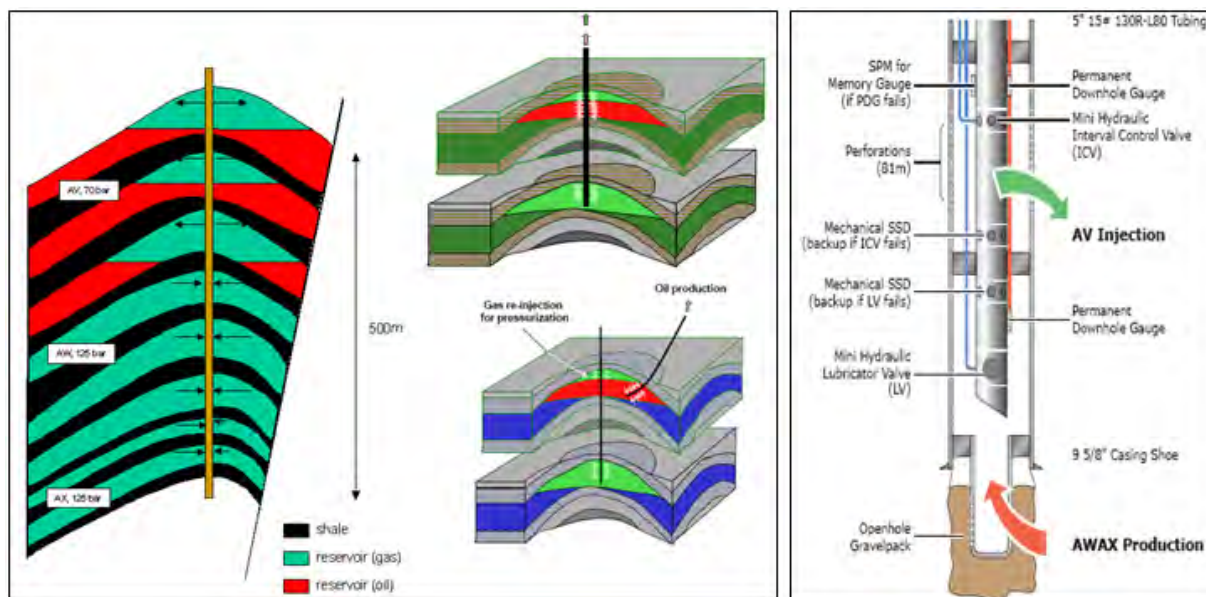 AV, 70 bar
AW, 125 bar
AX, 125 bar
500m
shale
reservoir (gas)
reservoir (oil)
Gas re-injection
for pressurization
Oil production
5" 15# 130R-L80 Tubing
SPM for
Memory Gauge
(if PDG fails)
Permanent
Downhole Gauge
Mini Hydraulic
Interval Control Valve
(ICV)
Perforations
(81m)
Mechanical SSD
(backup if ICV fails)
AV Injection
Mechanical SSD
(backup if LV fails)
Permanent
Downhole Gauge
Mini Hydraulic
Lubricator Valve
(LV)
9 5/8" Casing Shoe
Openhole
Gravelpack
AWAX Production